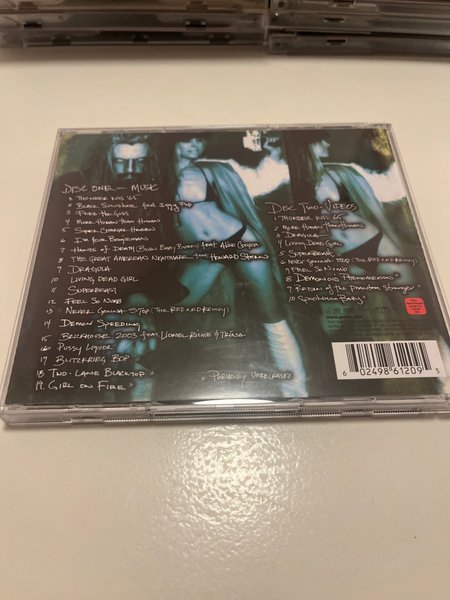 DISC ONE — MUSIC
1 THUNDER KISS '65
2 BLACK SUNSHINE feat IGGY POP
3 FEED THE GODS
4 MORE HUMAN THAN HUMAN
5 SUPER CHARGER HEAVEN
6 I'M YOUR BOOGIEMAN
7 HANDS OF DEATH (BURN BABY BURN) feat ALICE COOPER
8 THE GREAT AMERICAN NIGHTMARE feat HOWARD STERN
9 DRAGULA
10 LIVING DEAD GIRL
11 SUPERBEAST
12 FEEL SO NUMB
13 NEVER GONNA STOP (THE RED RED KROVY)
14 DEMON SPEEDING
15 BRICKHOUSE 2003 feat LIONEL RICHIE & TRINA
16 PUSSY LIQUOR
17 BLITZKRIEG BOP
18 TWO-LANE BLACKTOP *
19 GIRL ON FIRE *
DISC TWO - VIDEOS
1 THUNDER KISS '65
2 MORE HUMAN THAN HUMAN
3 DRAGULA
4 LIVING DEAD GIRL
5 SUPERBEAST
6 NEVER GONNA STOP (THE RED RED KROVY)
7 FEEL SO NUMB
8 DEMONOID PHENOMENON *
9 RETURN OF THE PHANTOM STRANGER *
10 SPOOKSHOW BABY *
* PREVIOUSLY UNRELEASED
6 02498 61209 5